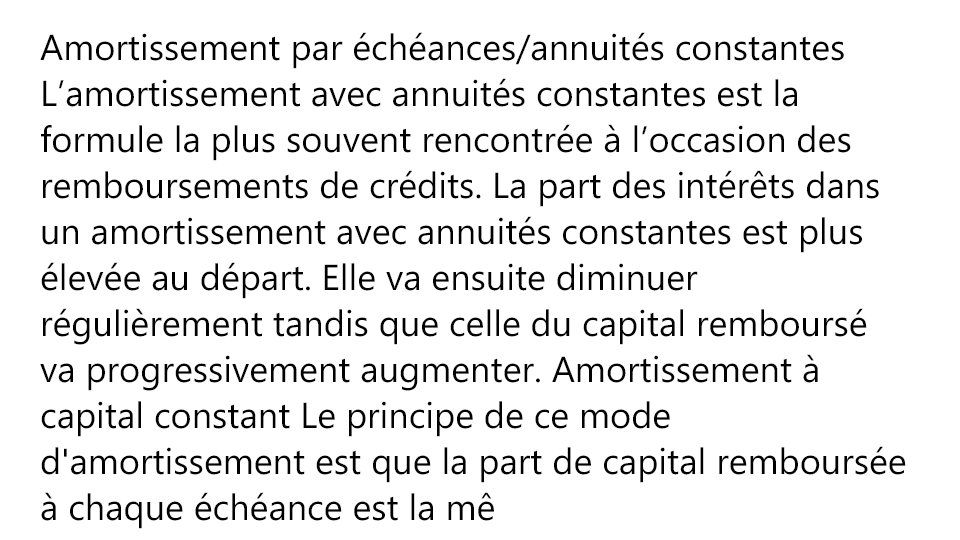 Amortissement par échéances/annuités constantes
L’amortissement avec annuités constantes est la
formule la plus souvent rencontrée à l’occasion des
remboursements de crédits. La part des intérêts dans
un amortissement avec annuités constantes est plus
élevée au départ. Elle va ensuite diminuer
régulièrement tandis que celle du capital remboursé
va progressivement augmenter. Amortissement à
capital constant Le principe de ce mode
d'amortissement est que la part de capital remboursée
à chaque échéance est la mê